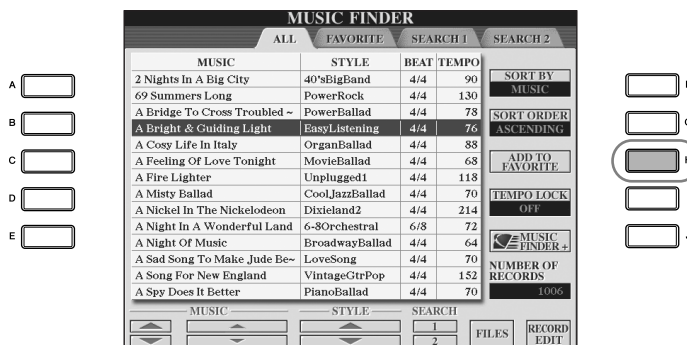 MUSIC FINDER
ALL FAVORITE SEARCH 1 SEARCH 2
MUSIC STYLE BEAT TEMPO
2 Nights In A Big City 40'sBigBand 4/4 90
69 Summers Long PowerRock 4/4 130
A Bridge To Cross Troubled ~ PowerBallad 4/4 78
A Bright & Guiding Light EasyListening 4/4 76
A Cosy Life In Italy OrganBallad 4/4 88
A Feeling Of Love Tonight MovieBallad 4/4 68
A Fire Lighter Unplugged1 4/4 118
A Misty Ballad CoolJazzBallad 4/4 70
A Nickel In The Nickelodeon Dixieland2 4/4 214
A Night In A Wonderful Land 6-8Orchestral 6/8 72
A Night Of Music BroadwayBallad 4/4 64
A Sad Song To Make Jude Be~ LoveSong 4/4 70
A Song For New England VintageGtrPop 4/4 152
A Spy Does It Better PianoBallad 4/4 70
SORT BY
MUSIC
SORT ORDER
ASCENDING
ADD TO
FAVORITE
TEMPO LOCK
OFF
MUSIC
FINDER +
NUMBER OF
RECORDS
1006
MUSIC STYLE SEARCH
1
2
FILES
RECORD
EDIT
A
B
C
D
E